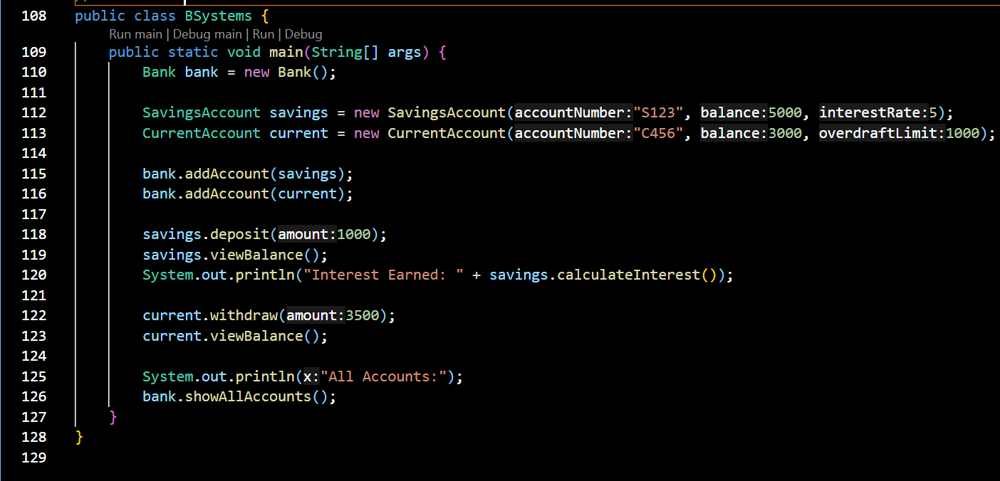 108 public class BSystems {
Run main | Debug main | Run | Debug
109 public static void main(String[] args) {
110 Bank bank = new Bank();
111
112 SavingsAccount savings = new SavingsAccount(accountNumber:"S123", balance:5000, interestRate:5);
113 CurrentAccount current = new CurrentAccount(accountNumber:"C456", balance:3000, overdraftLimit:1000);
114
115 bank.addAccount(savings);
116 bank.addAccount(current);
117
118 savings.deposit(amount:1000);
119 savings.viewBalance();
120 System.out.println("Interest Earned: " + savings.calculateInterest());
121
122 current.withdraw(amount:3500);
123 current.viewBalance();
124
125 System.out.println(x:"All Accounts:");
126 bank.showAllAccounts();
127 }
128 }
129